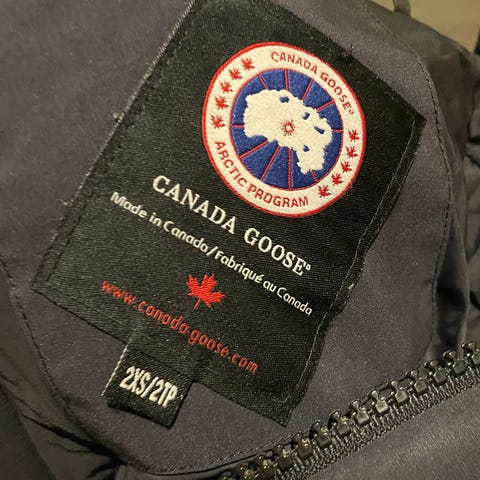 CANADA GOOSE®
ARCTIC PROGRAM
CANADA GOOSE®
Made in Canada/Fabriqué au Canada
www.canada-goose.com
2XS/2TP